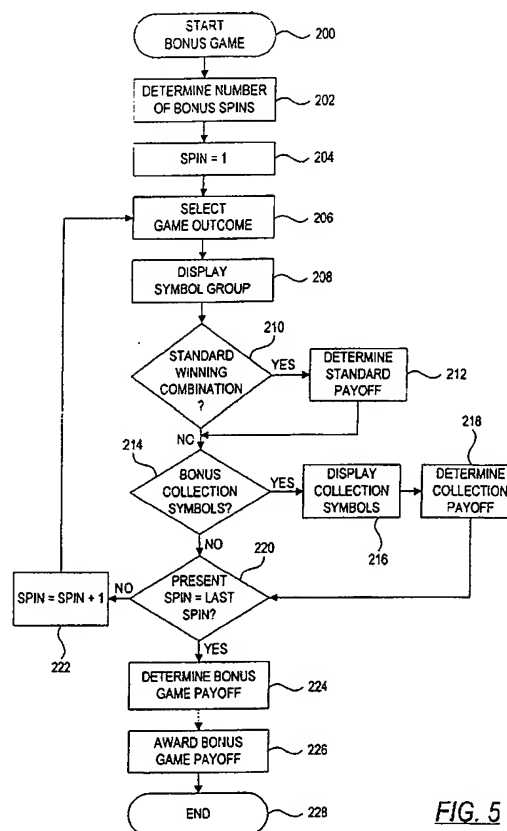 START
BONUS GAME
200
DETERMINE NUMBER
OF BONUS SPINS
202
SPIN = 1
204
SELECT
GAME OUTCOME
206
DISPLAY
SYMBOL GROUP
208
210
STANDARD
WINNING
COMBINATION
?
YES
DETERMINE
STANDARD
PAYOFF
212
NO
214
BONUS
COLLECTION
SYMBOLS?
YES
DISPLAY
COLLECTION
SYMBOLS
216
218
DETERMINE
COLLECTION
PAYOFF
NO
220
PRESENT
SPIN = LAST
SPIN?
NO
SPIN = SPIN + 1
222
YES
DETERMINE BONUS
GAME PAYOFF
224
AWARD BONUS
GAME PAYOFF
226
END
228
FIG. 5